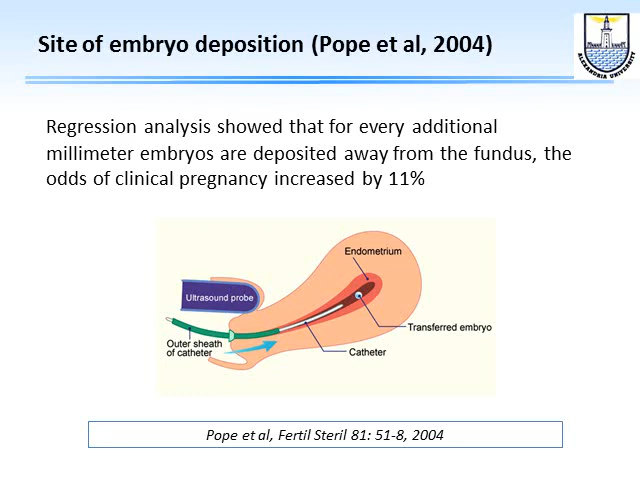 Site of embryo deposition (Pope et al, 2004)
ALEXANDRIA UNIVERSITY
Regression analysis showed that for every additional
millimeter embryos are deposited away from the fundus, the
odds of clinical pregnancy increased by 11%
Endometrium
Ultrasound probe
Transferred embryo
Outer sheath
of catheter
Catheter
Pope et al, Fertil Steril 81: 51-8, 2004